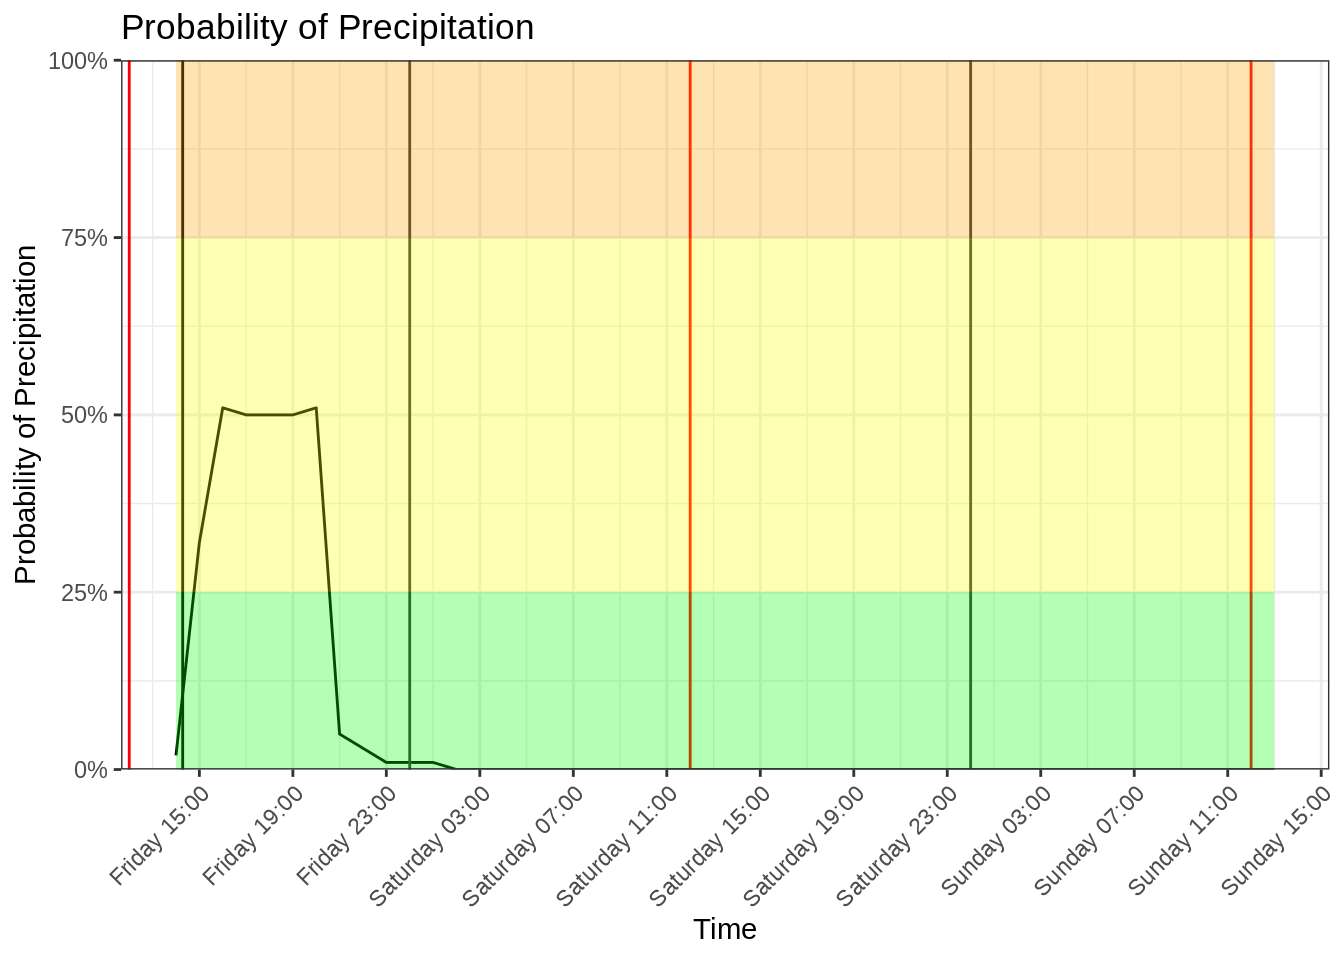 Probability of Precipitation
Probability of Precipitation
100%
75%
50%
25%
0%
Friday 15:00
Friday 19:00
Friday 23:00
Saturday 03:00
Saturday 07:00
Saturday 11:00
Saturday 15:00
Saturday 19:00
Saturday 23:00
Sunday 03:00
Sunday 07:00
Sunday 11:00
Sunday 15:00
Time